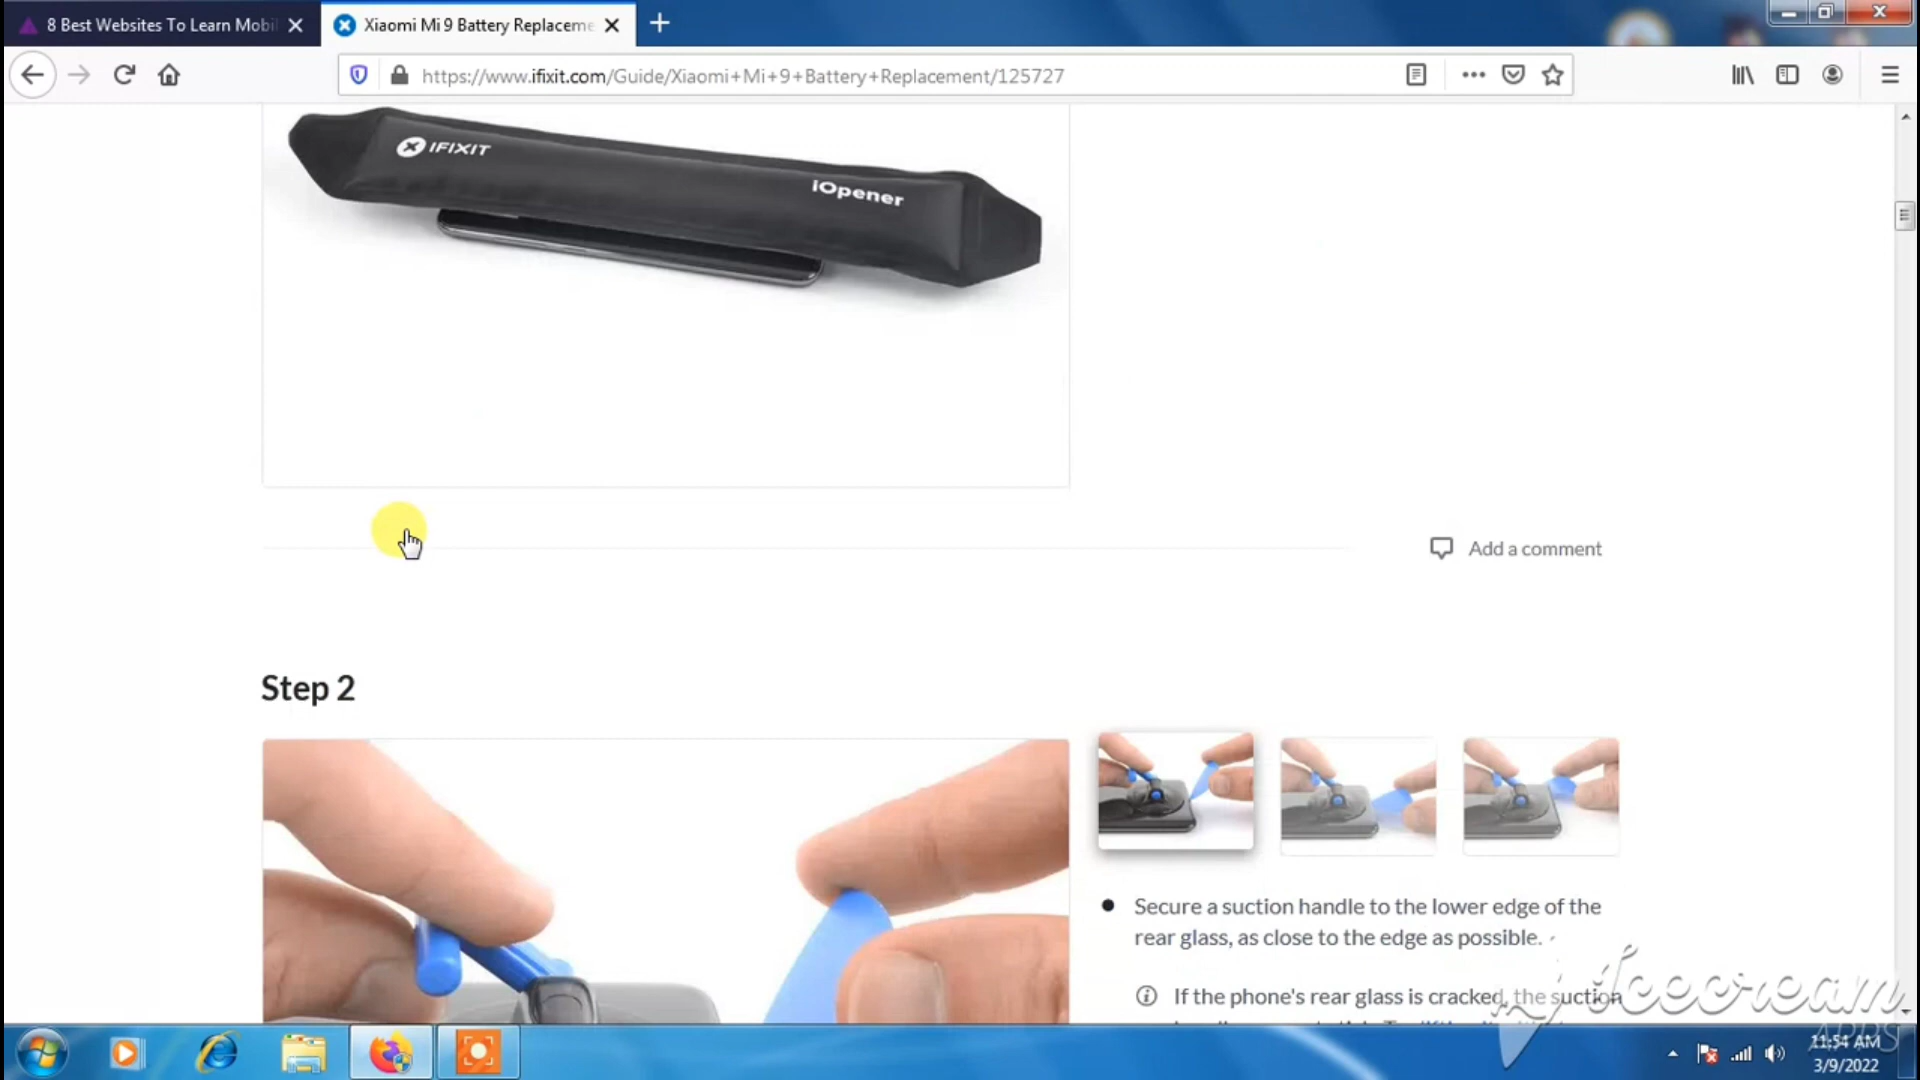 8 Best Websites To Learn Mobil
Xiaomi Mi 9 Battery Replaceme
https://www.ifixit.com/Guide/Xiaomi+Mi+9+Battery+Replacement/125727
IFIXIT
iOpener
Add a comment
Step 2
Secure a suction handle to the lower edge of the
rear glass, as close to the edge as possible.
If the phone's rear glass is cracked, the suction
Icecream
APPS
11:54 AM
3/9/2022